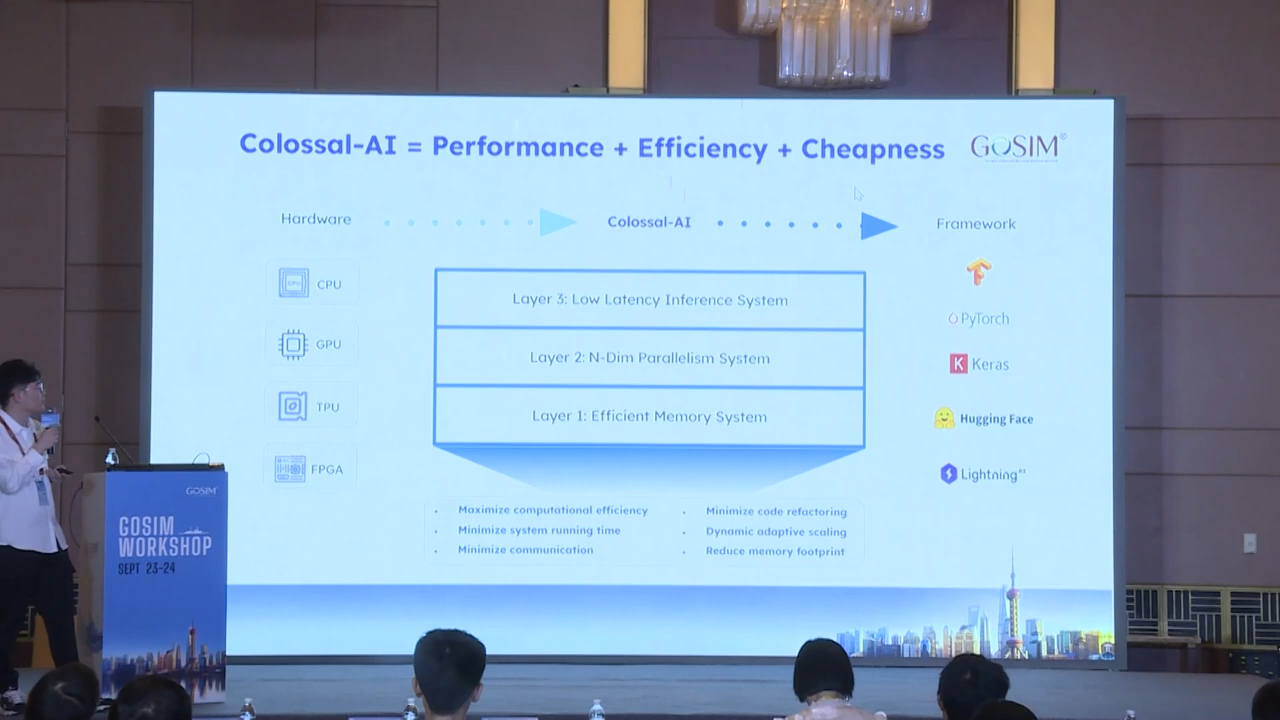 Colossal-AI = Performance + Efficiency + Cheapness
GOSIM
Hardware
Colossal-AI
Framework
CPU
GPU
TPU
FPGA
Layer 3: Low Latency Inference System
Layer 2: N-Dim Parallelism System
Layer 1: Efficient Memory System
PyTorch
K Keras
Hugging Face
Lightning AI
• Maximize computational efficiency
• Minimize system running time
• Minimize communication
• Minimize code refactoring
• Dynamic adaptive scaling
• Reduce memory footprint
GOSIM
GOSIM
WORKSHOP
SEPT 23-24